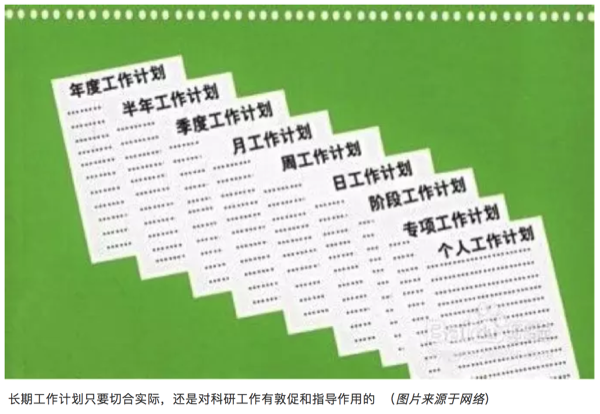 年度工作计划
半年工作计划
季度工作计划
月工作计划
周工作计划
日工作计划
阶段工作计划
专项工作计划
个人工作计划
长期工作计划只要切合实际，还是对科研工作有敦促和指导作用的 （图片来源于网络）